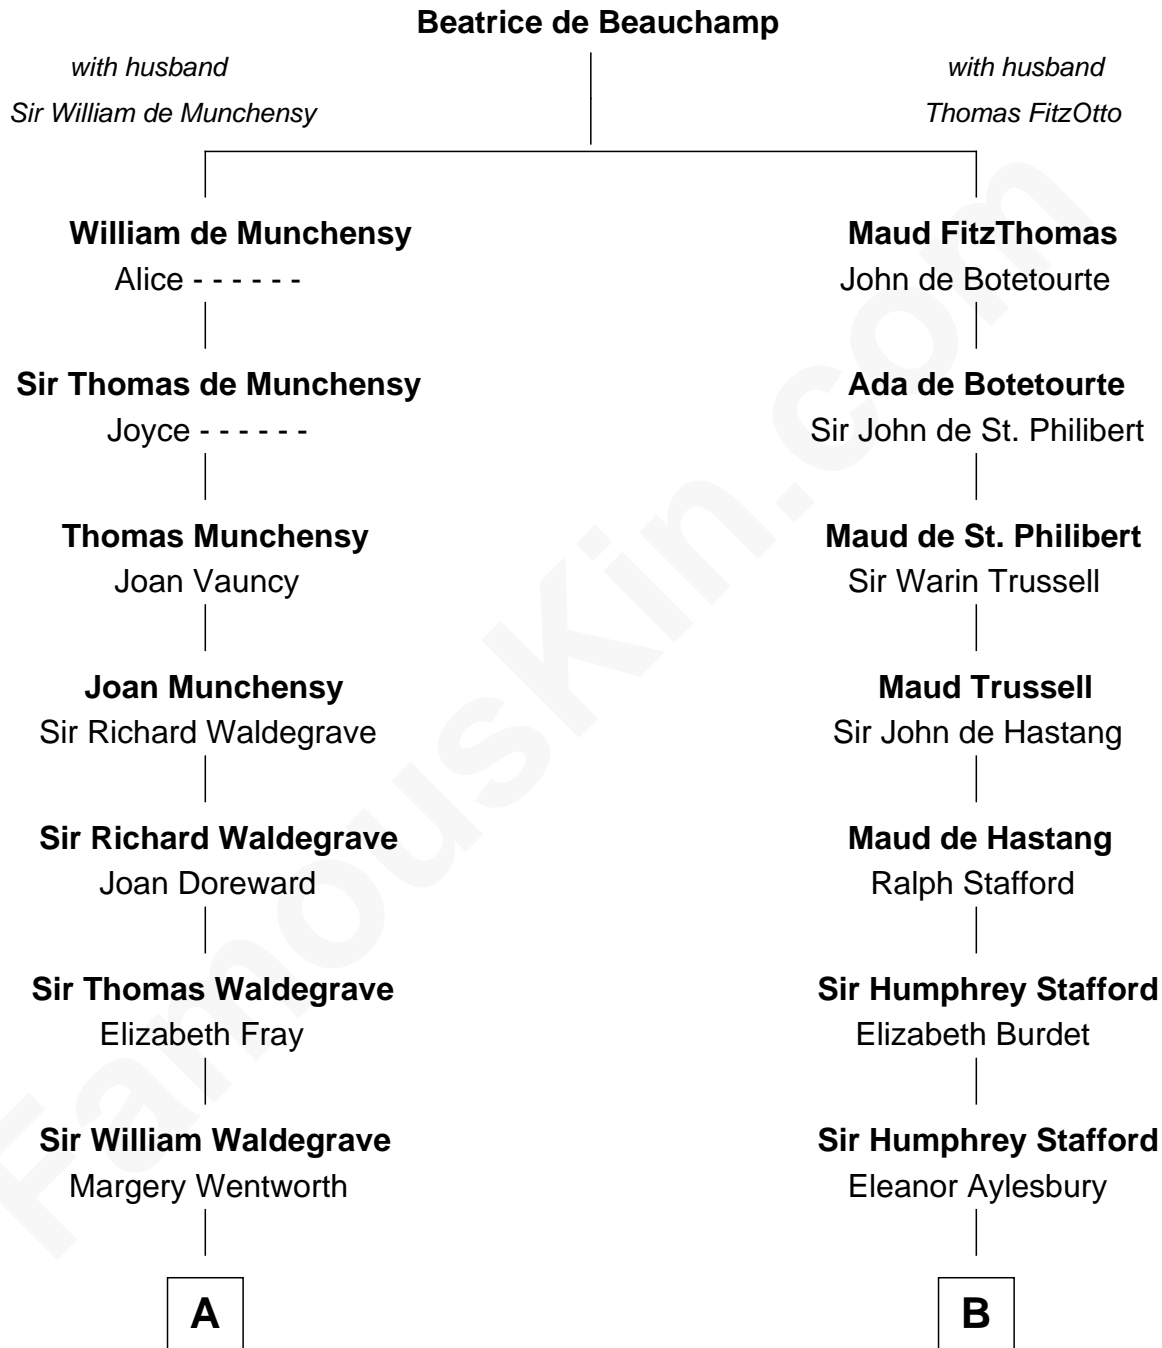 Beatrice de Beauchamp
with husband
Sir William de Munchensy
with husband
Thomas FitzOtto
William de Munchensy
Alice - - - - - -
Maud FitzThomas
John de Botetourte
Sir Thomas de Munchensy
Joyce - - - - - -
Ada de Botetourte
Sir John de St. Philibert
Thomas Munchensy
Joan Vauncy
Maud de St. Philibert
Sir Warin Trussell
Joan Munchensy
Sir Richard Waldegrave
Maud Trussell
Sir John de Hastang
Sir Richard Waldegrave
Joan Doreward
Maud de Hastang
Ralph Stafford
Sir Thomas Waldegrave
Elizabeth Fray
Sir Humphrey Stafford
Elizabeth Burdet
Sir William Waldegrave
Margery Wentworth
Sir Humphrey Stafford
Eleanor Aylesbury
A
B
FamousKin.com